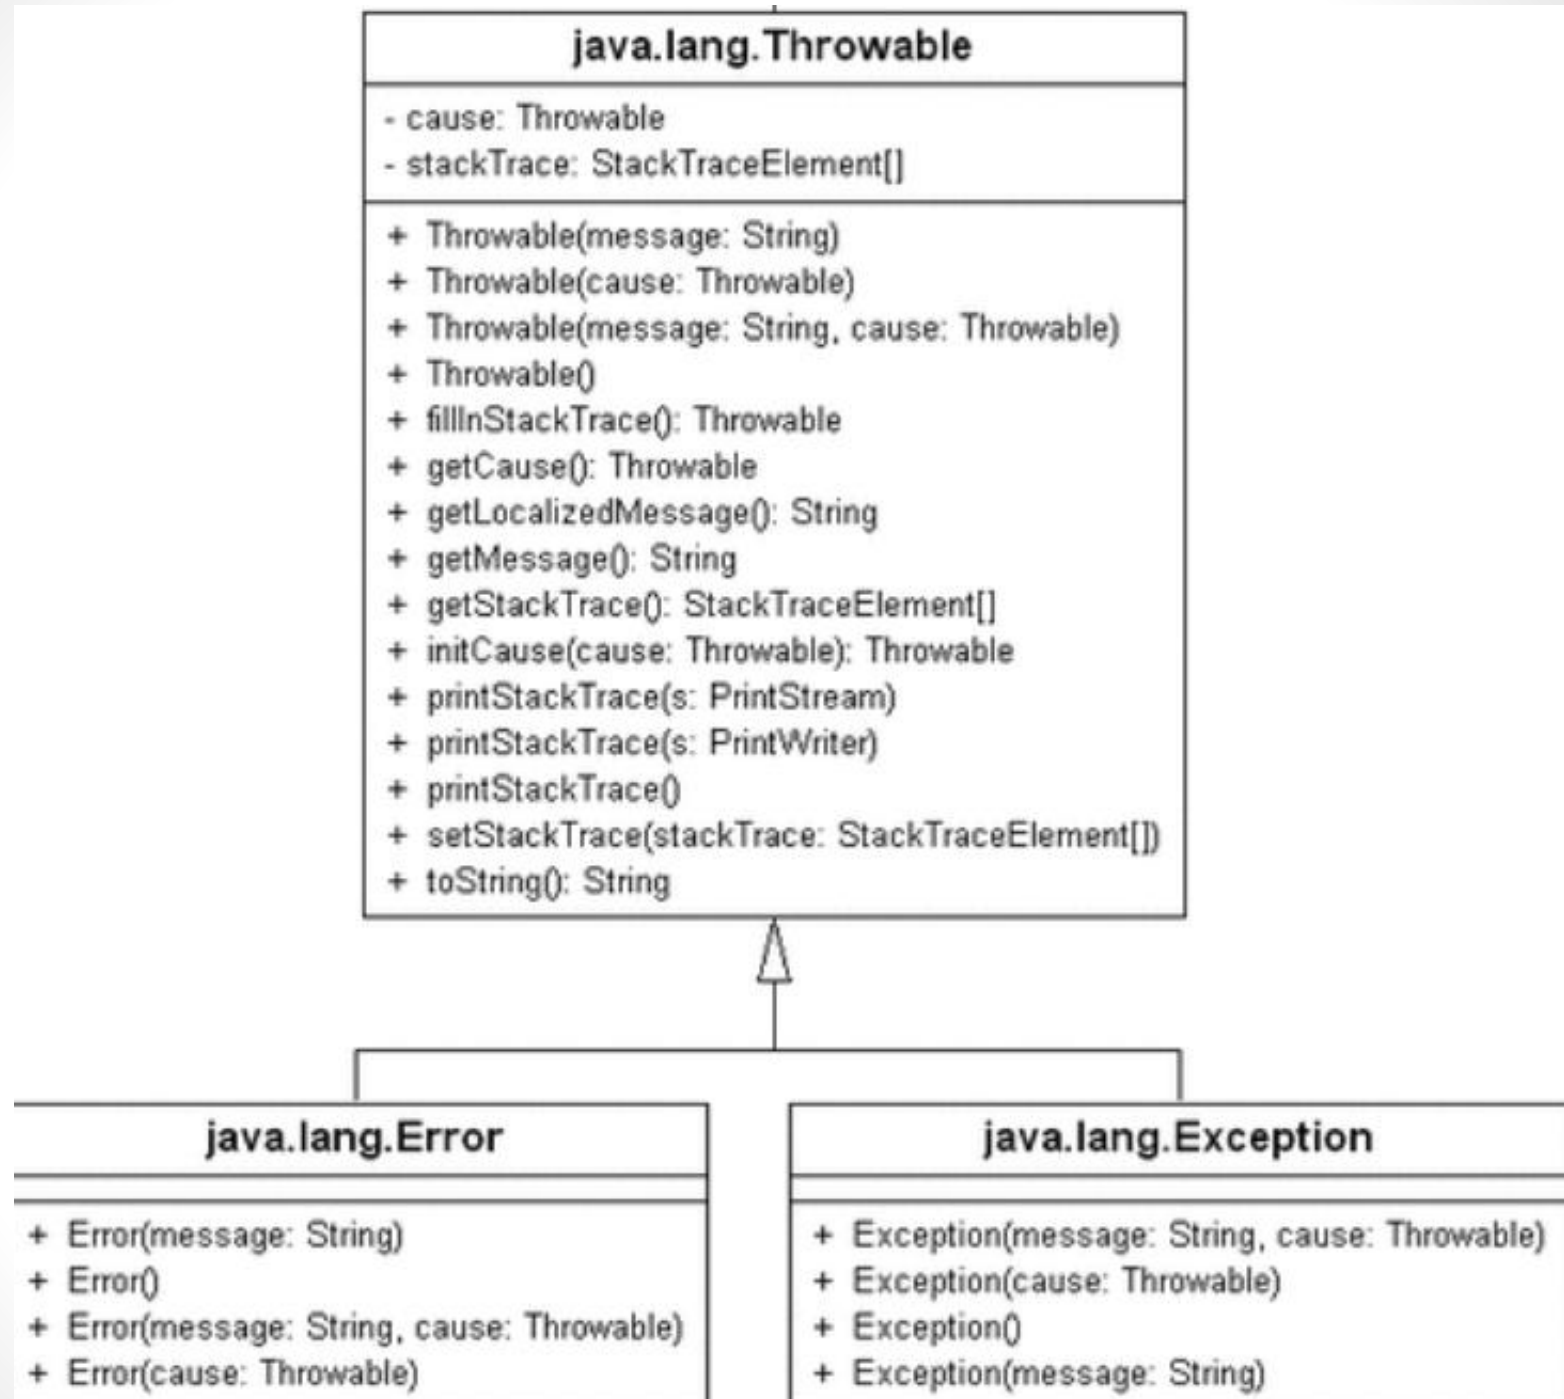 java.lang.Throwable
- cause: Throwable
- stackTrace: StackTraceElement[]
+ Throwable(message: String)
+ Throwable(cause: Throwable)
+ Throwable(message: String, cause: Throwable)
+ Throwable()
+ fillInStackTrace(): Throwable
+ getCause(): Throwable
+ getLocalizedMessage(): String
+ getMessage(): String
+ getStackTrace(): StackTraceElement[]
+ initCause(cause: Throwable): Throwable
+ printStackTrace(s: PrintStream)
+ printStackTrace(s: PrintWriter)
+ printStackTrace()
+ setStackTrace(stackTrace: StackTraceElement[])
+ toString(): String
java.lang.Error
+ Error(message: String)
+ Error()
+ Error(message: String, cause: Throwable)
+ Error(cause: Throwable)
java.lang.Exception
+ Exception(message: String, cause: Throwable)
+ Exception(cause: Throwable)
+ Exception()
+ Exception(message: String)